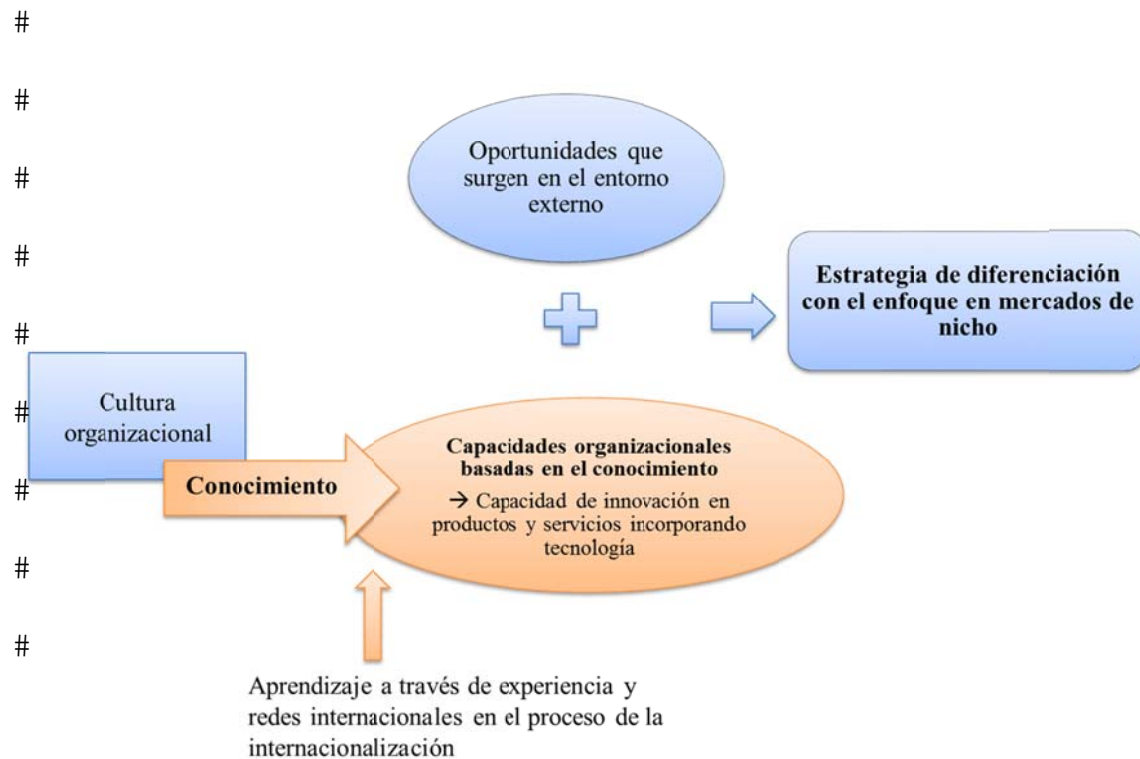 #
#
#
#
#
#
#
#
#
Oportunidades que
surgen en el entorno
externo
Estrategia de diferenciación
con el enfoque en mercados de
nicho
Cultura
organizacional
Conocimiento
Capacidades organizacionales
basadas en el conocimiento
→ Capacidad de innovación en
productos y servicios incorporando
tecnología
Aprendizaje a través de experiencia y
redes internacionales en el proceso de la
internacionalización